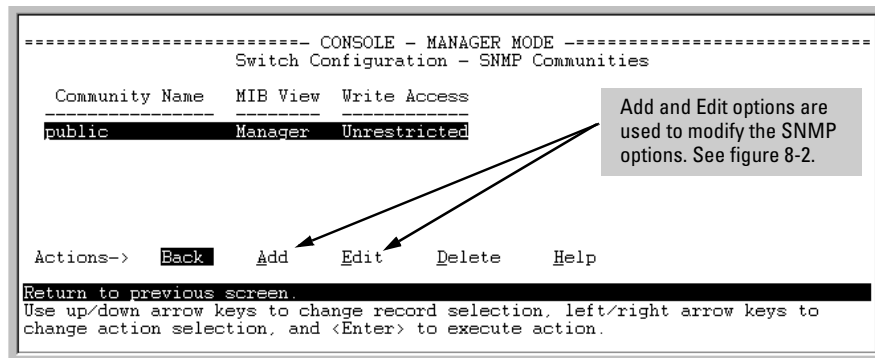 ==========================- CONSOLE - MANAGER MODE -============================
Switch Configuration - SNMP Communities
Community Name MIB View Write Access
---------------- -------- ------------
public Manager Unrestricted
Add and Edit options are
used to modify the SNMP
options. See figure 8-2.
Actions-> Back Add Edit Delete Help
Return to previous screen.
Use up/down arrow keys to change record selection, left/right arrow keys to
change action selection, and <Enter> to execute action.